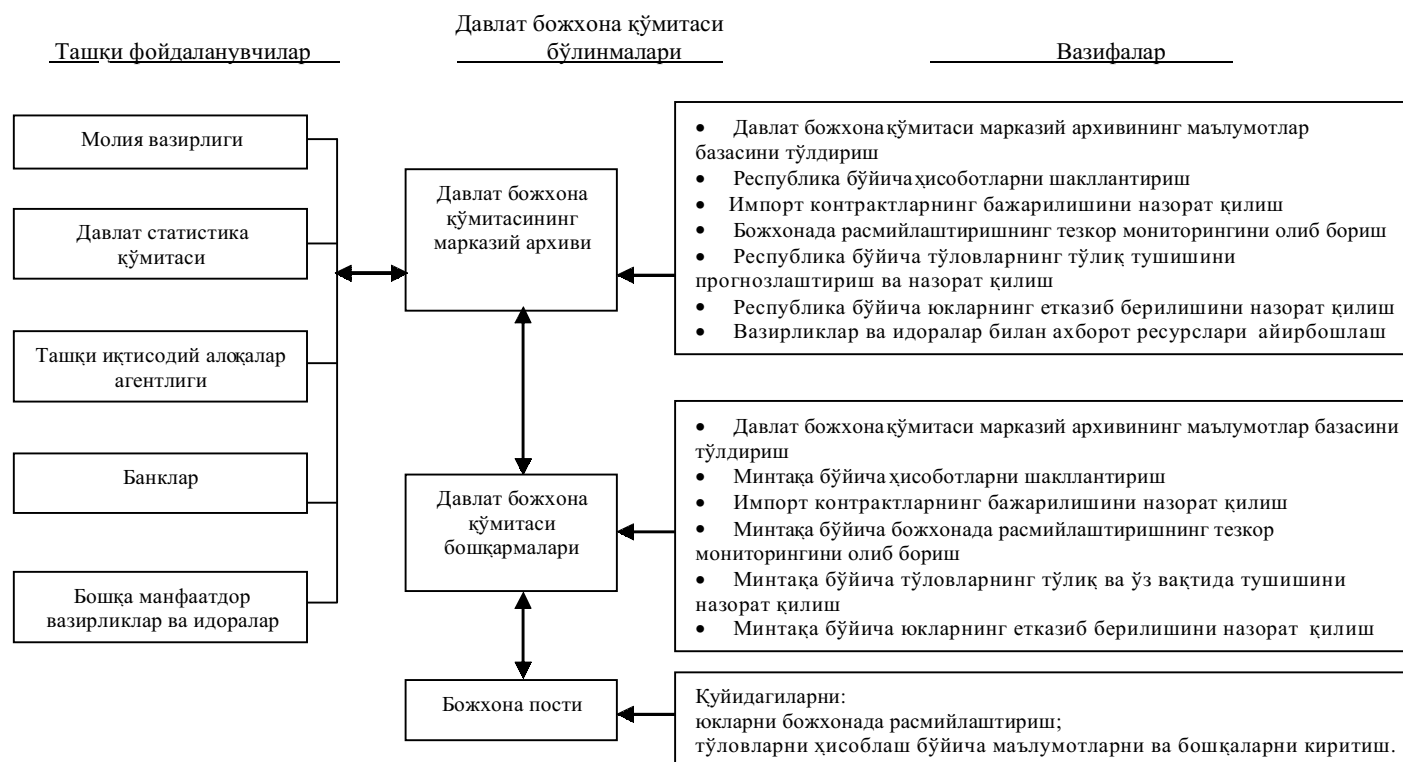 Ташқи фойдаланувчилар
Давлат божхона қўмитаси
бўлинмалари
Вазифалар
Молия вазирлиги
Давлат статистика
қўмитаси
Ташқи иқтисодий алоқалар
агентлиги
Банклар
Бошқа манфаатдор
вазирликлар ва идоралар
Давлат божхона
қўмитасининг
марказий архиви
Давлат божхона
қўмитаси
бошқармалари
Божхона пости
• Давлат божхона қўмитаси марказий архивининг маълумотлар
базасини тўлдириш
• Республика бўйича ҳисоботларни шакллантириш
• Импорт контрактларнинг бажарилишини назорат қилиш
• Божхонада расмийлаштиришнинг тезкор мониторингини олиб бориш
• Республика бўйича тўловларнинг тўлиқ тушишини
прогнозлаштириш ва назорат қилиш
• Республика бўйича юкларнинг етказиб берилишини назорат қилиш
• Вазирликлар ва идоралар билан ахборот ресурслари айирбошлаш
• Давлат божхона қўмитаси марказий архивининг маълумотлар базасини
тўлдириш
• Минтақа бўйича ҳисоботларни шакллантириш
• Импорт контрактларнинг бажарилишини назорат қилиш
• Минтақа бўйича божхонада расмийлаштиришнинг тезкор
мониторингини олиб бориш
• Минтақа бўйича тўловларнинг тўлиқ ва ўз вақтида тушишини
назорат қилиш
• Минтақа бўйича юкларнинг етказиб берилишини назорат қилиш
Қуйидагиларни:
юкларни божхонада расмийлаштириш;
тўловларни ҳисоблаш бўйича маълумотларни ва бошқаларни киритиш.